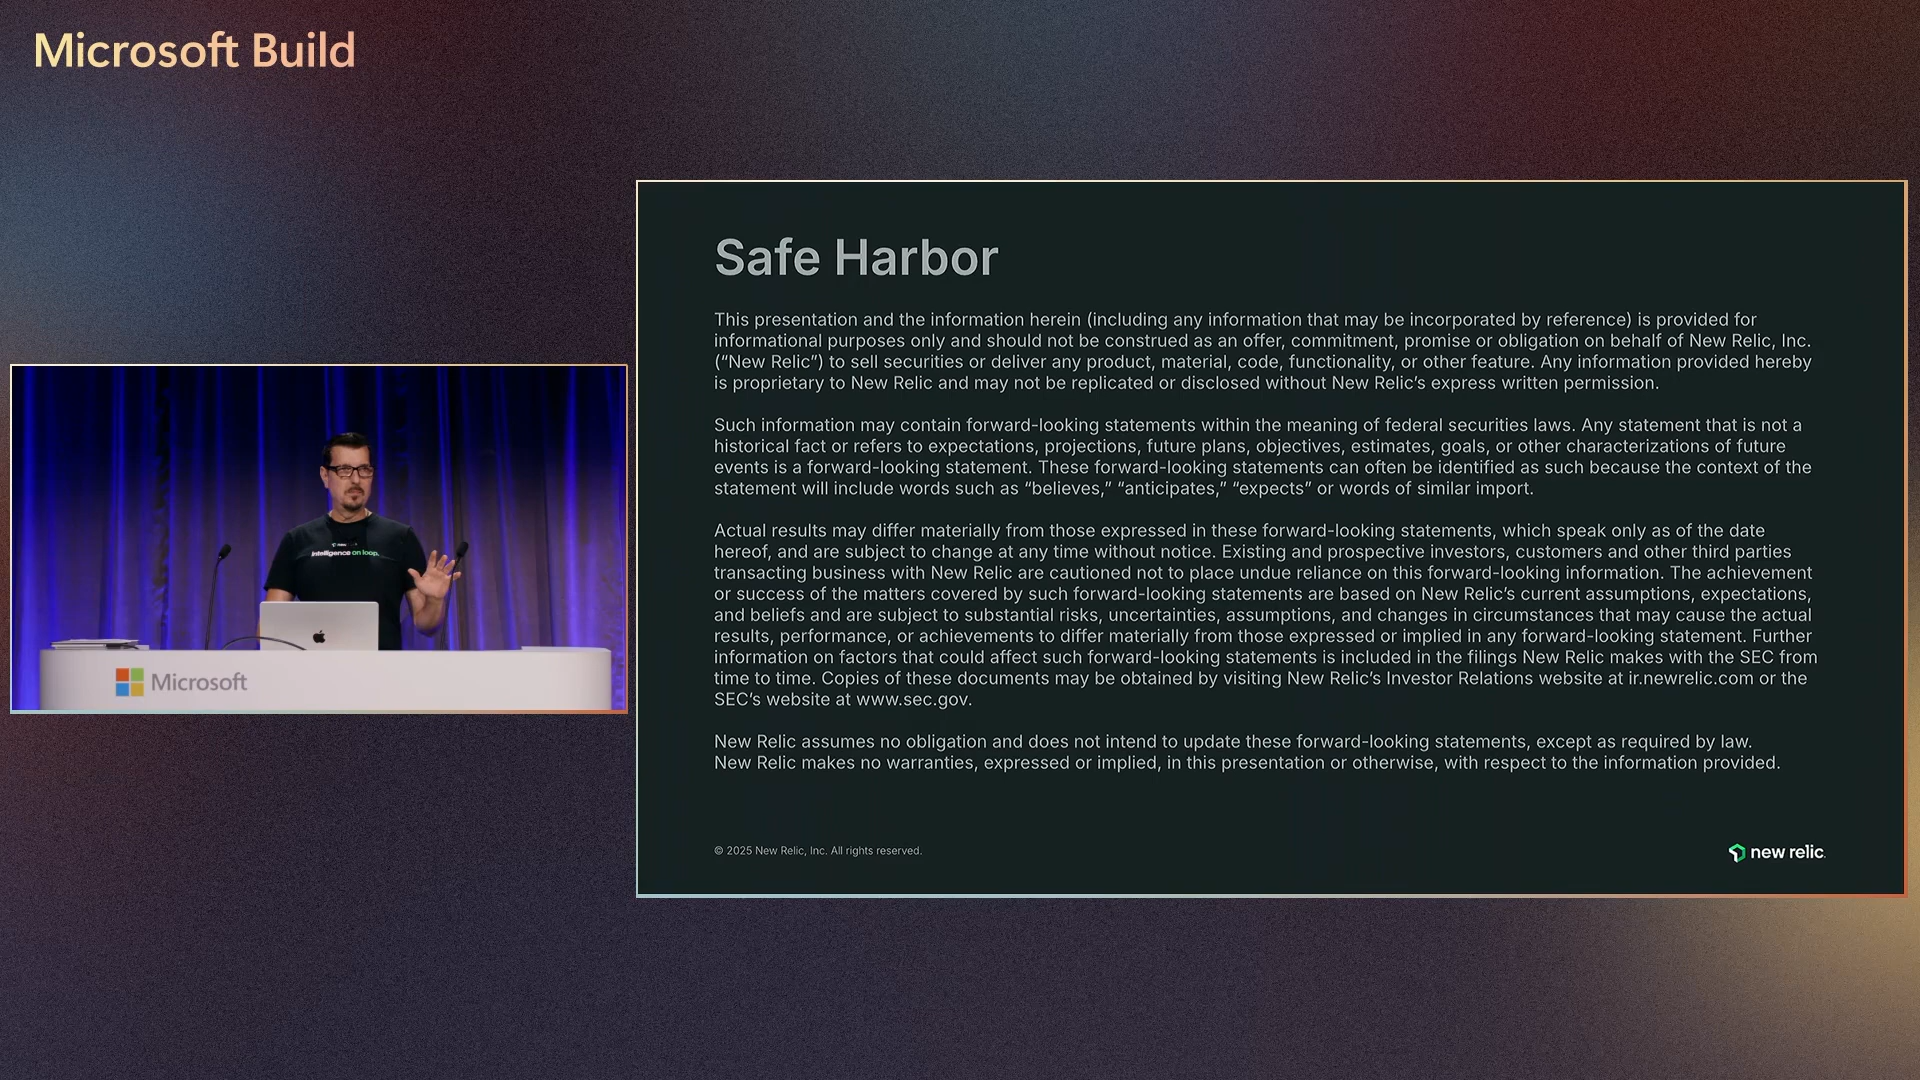 Microsoft Build
Intelligence on loop.
Microsoft
Safe Harbor
This presentation and the information herein (including any information that may be incorporated by reference) is provided for
informational purposes only and should not be construed as an offer, commitment, promise or obligation on behalf of New Relic, Inc.
(“New Relic”) to sell securities or deliver any product, material, code, functionality, or other feature. Any information provided hereby
is proprietary to New Relic and may not be replicated or disclosed without New Relic’s express written permission.
Such information may contain forward-looking statements within the meaning of federal securities laws. Any statement that is not a
historical fact or refers to expectations, projections, future plans, objectives, estimates, goals, or other characterizations of future
events is a forward-looking statement. These forward-looking statements can often be identified as such because the context of the
statement will include words such as “believes,” “anticipates,” “expects” or words of similar import.
Actual results may differ materially from those expressed in these forward-looking statements, which speak only as of the date
hereof, and are subject to change at any time without notice. Existing and prospective investors, customers and other third parties
transacting business with New Relic are cautioned not to place undue reliance on this forward-looking information. The achievement
or success of the matters covered by such forward-looking statements are based on New Relic’s current assumptions, expectations,
and beliefs and are subject to substantial risks, uncertainties, assumptions, and changes in circumstances that may cause the actual
results, performance, or achievements to differ materially from those expressed or implied in any forward-looking statement. Further
information on factors that could affect such forward-looking statements is included in the filings New Relic makes with the SEC from
time to time. Copies of these documents may be obtained by visiting New Relic’s Investor Relations website at ir.newrelic.com or the
SEC’s website at www.sec.gov.
New Relic assumes no obligation and does not intend to update these forward-looking statements, except as required by law.
New Relic makes no warranties, expressed or implied, in this presentation or otherwise, with respect to the information provided.
© 2025 New Relic, Inc. All rights reserved.
new relic.